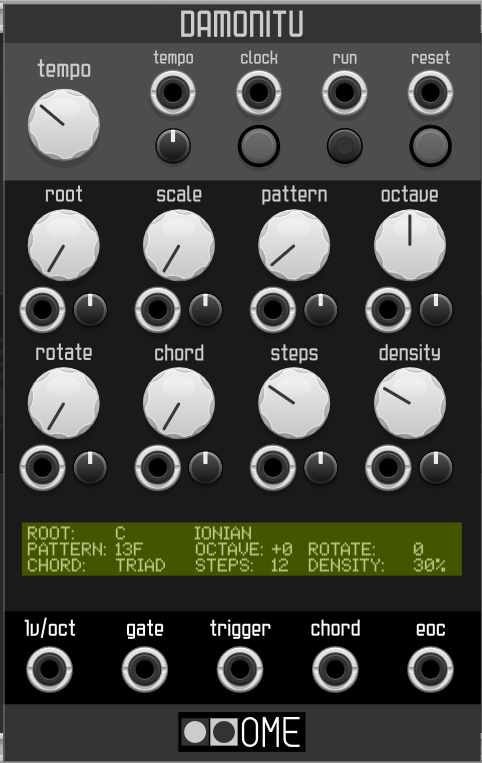 DAMONITU
tempo
tempo clock run reset
root scale pattern octave
rotate chord steps density
ROOT: C IONIAN
PATTERN: 13F OCTAVE: +0 ROTATE: 0
CHORD: TRIAD STEPS: 12 DENSITY: 30%
1v/oct gate trigger chord eoc
OME